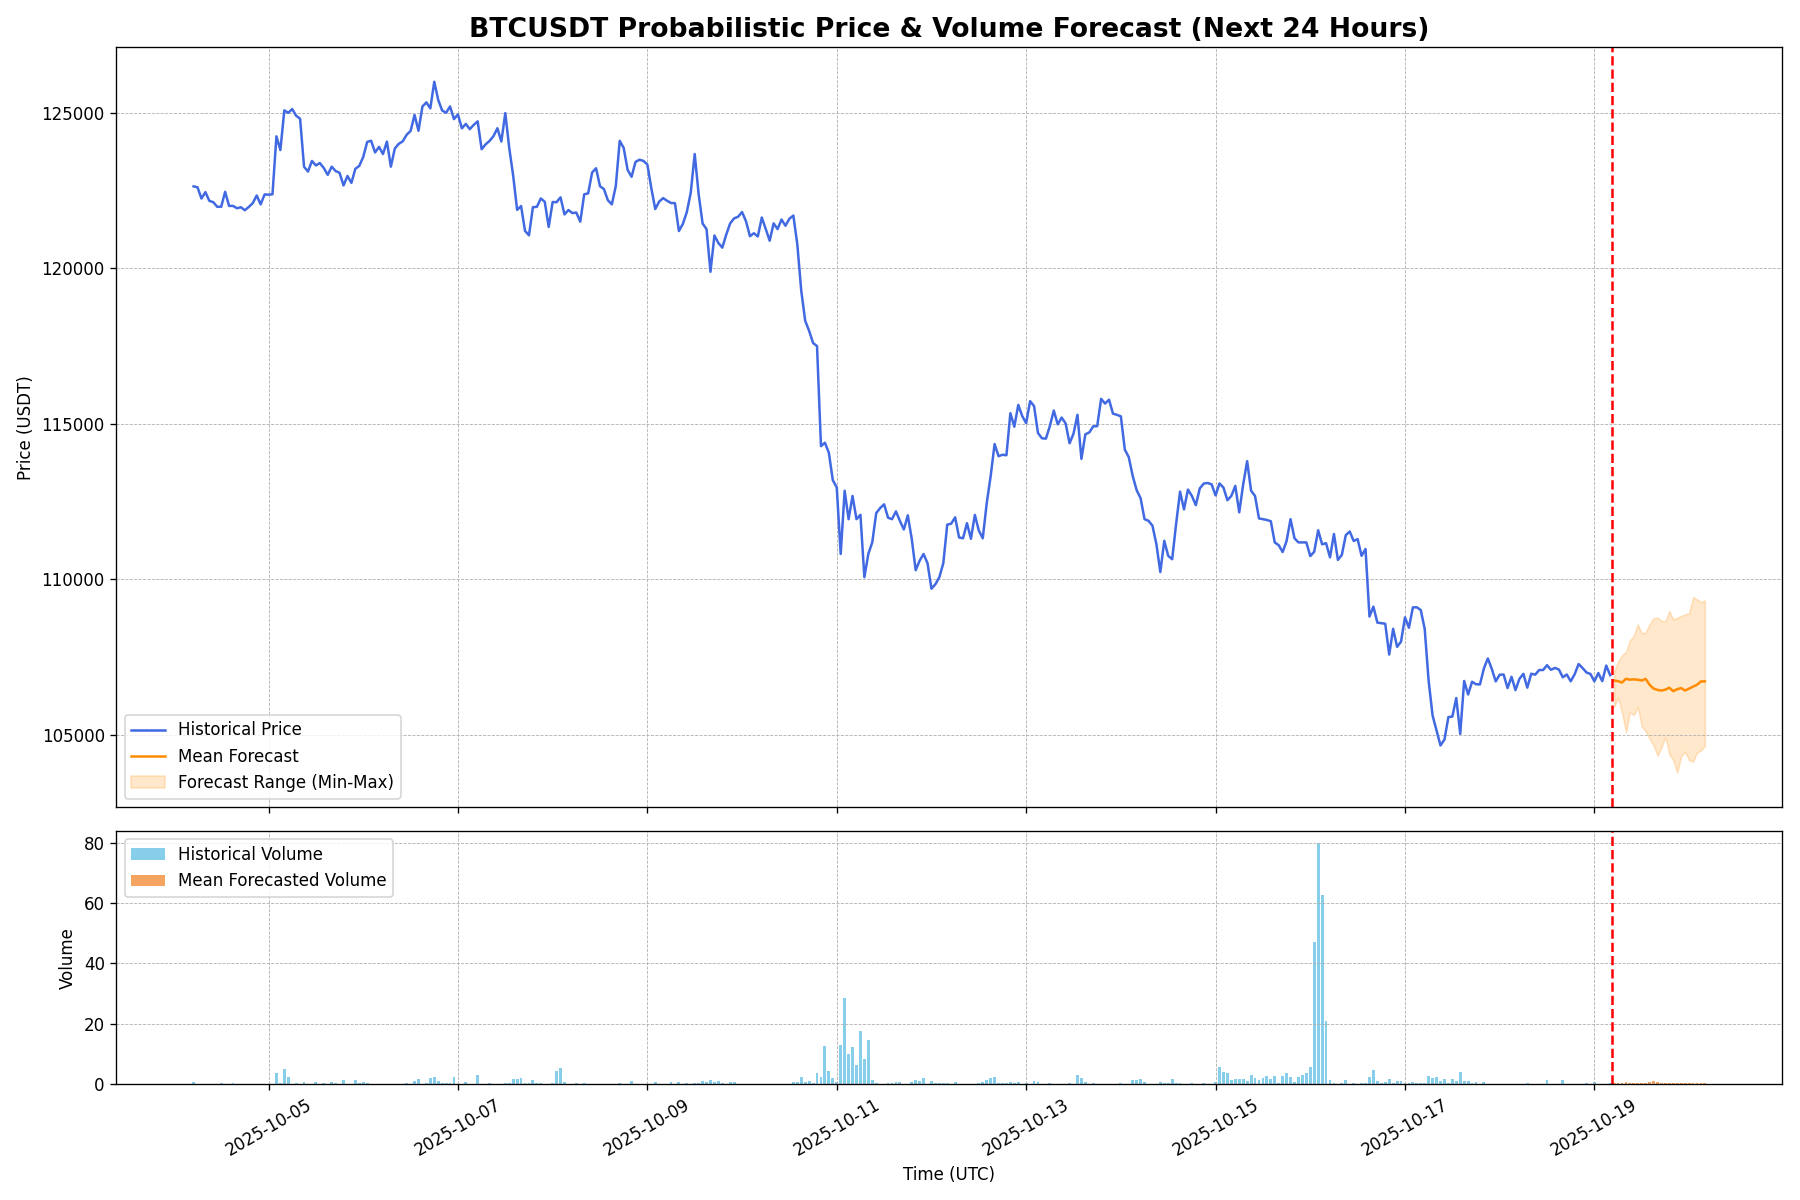 BTCUSDT Probabilistic Price & Volume Forecast (Next 24 Hours)
Price (USDT)
125000
120000
115000
110000
105000
Historical Price
Mean Forecast
Forecast Range (Min-Max)
Volume
80
60
40
20
0
Historical Volume
Mean Forecasted Volume
2025-10-05
2025-10-07
2025-10-09
2025-10-11
2025-10-13
2025-10-15
2025-10-17
2025-10-19
Time (UTC)